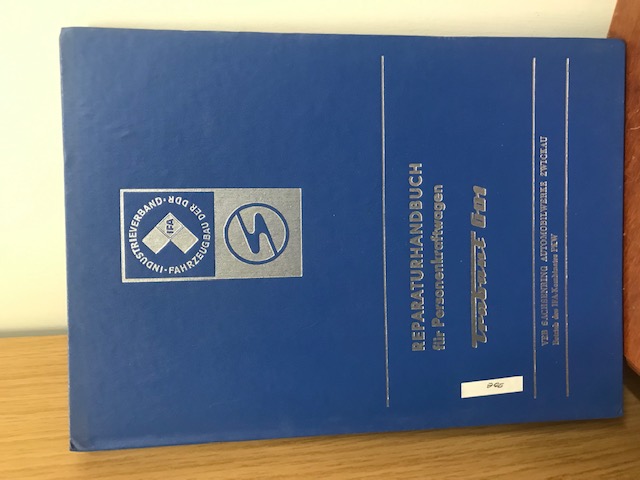 INDUSTRIEVERBAND · FAHRZEUGBAU DER DDR ·
IFA
REPARATURHANDBUCH
für Personenkraftwagen
Trabant 601
VEB SACHSENRING AUTOMOBILWERKE ZWICKAU
Betrieb des IFA-Kombinates PKW